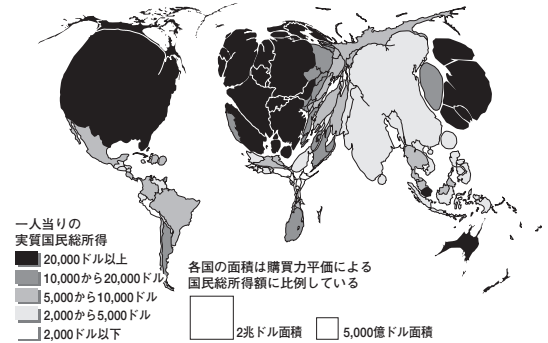 一人当りの
実質国民総所得
20,000ドル以上
10,000から20,000ドル
5,000から10,000ドル
2,000から5,000ドル
2,000ドル以下
各国の面積は購買力平価による
国民総所得額に比例している
2兆ドル面積
5,000億ドル面積